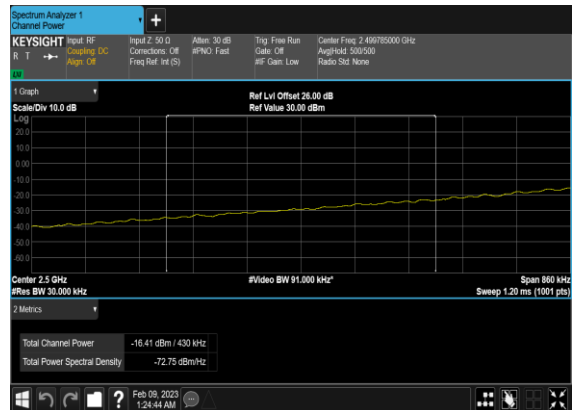 Spectrum Analyzer 1
Channel Power
KEYSIGHT Input: RF Input Z: 50 Ω Atten: 30 dB Trig: Free Run Center Freq: 2.499785000 GHz
R T Coupling: DC Corrections: Off #PNO: Fast Gate: Off Avg|Hold: 500/500
Align: Off Freq Ref: Int (S) #IF Gain: Low Radio Std: None
1 Graph
Ref Lvl Offset 26.00 dB
Scale/Div 10.0 dB Ref Value 30.00 dBm
Log
20.0
10.0
0.00
-10.0
-20.0
-30.0
-40.0
-50.0
-60.0
Center 2.5 GHz #Video BW 91.000 kHz* Span 860 kHz
#Res BW 30.000 kHz Sweep 1.20 ms (1001 pts)
2 Metrics
Total Channel Power -16.41 dBm / 430 kHz
Total Power Spectral Density -72.75 dBm/Hz
Feb 09, 2023
1:24:44 AM